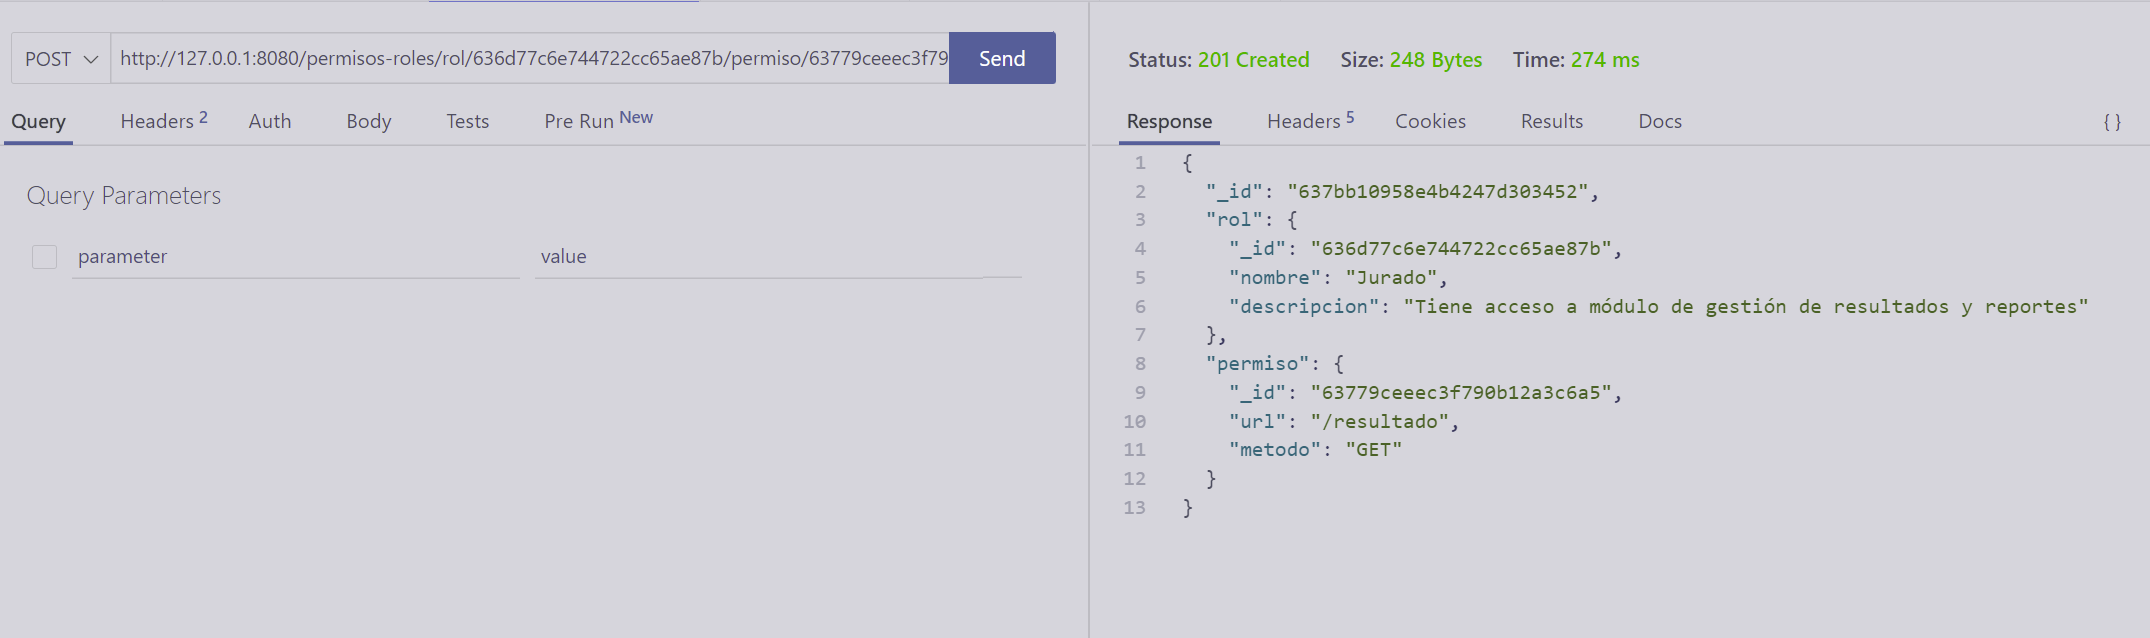 POST http://127.0.0.1:8080/permisos-roles/rol/636d77c6e744722cc65ae87b/permiso/63779ceeec3f79 Send
Query Headers 2 Auth Body Tests Pre Run New
Query Parameters
parameter value
Status: 201 Created Size: 248 Bytes Time: 274 ms
Response Headers 5 Cookies Results Docs { }
1 {
2 "_id": "637bb10958e4b4247d303452",
3 "rol": {
4 "_id": "636d77c6e744722cc65ae87b",
5 "nombre": "Jurado",
6 "descripcion": "Tiene acceso a módulo de gestión de resultados y reportes"
7 },
8 "permiso": {
9 "_id": "63779ceeec3f790b12a3c6a5",
10 "url": "/resultado",
11 "metodo": "GET"
12 }
13 }